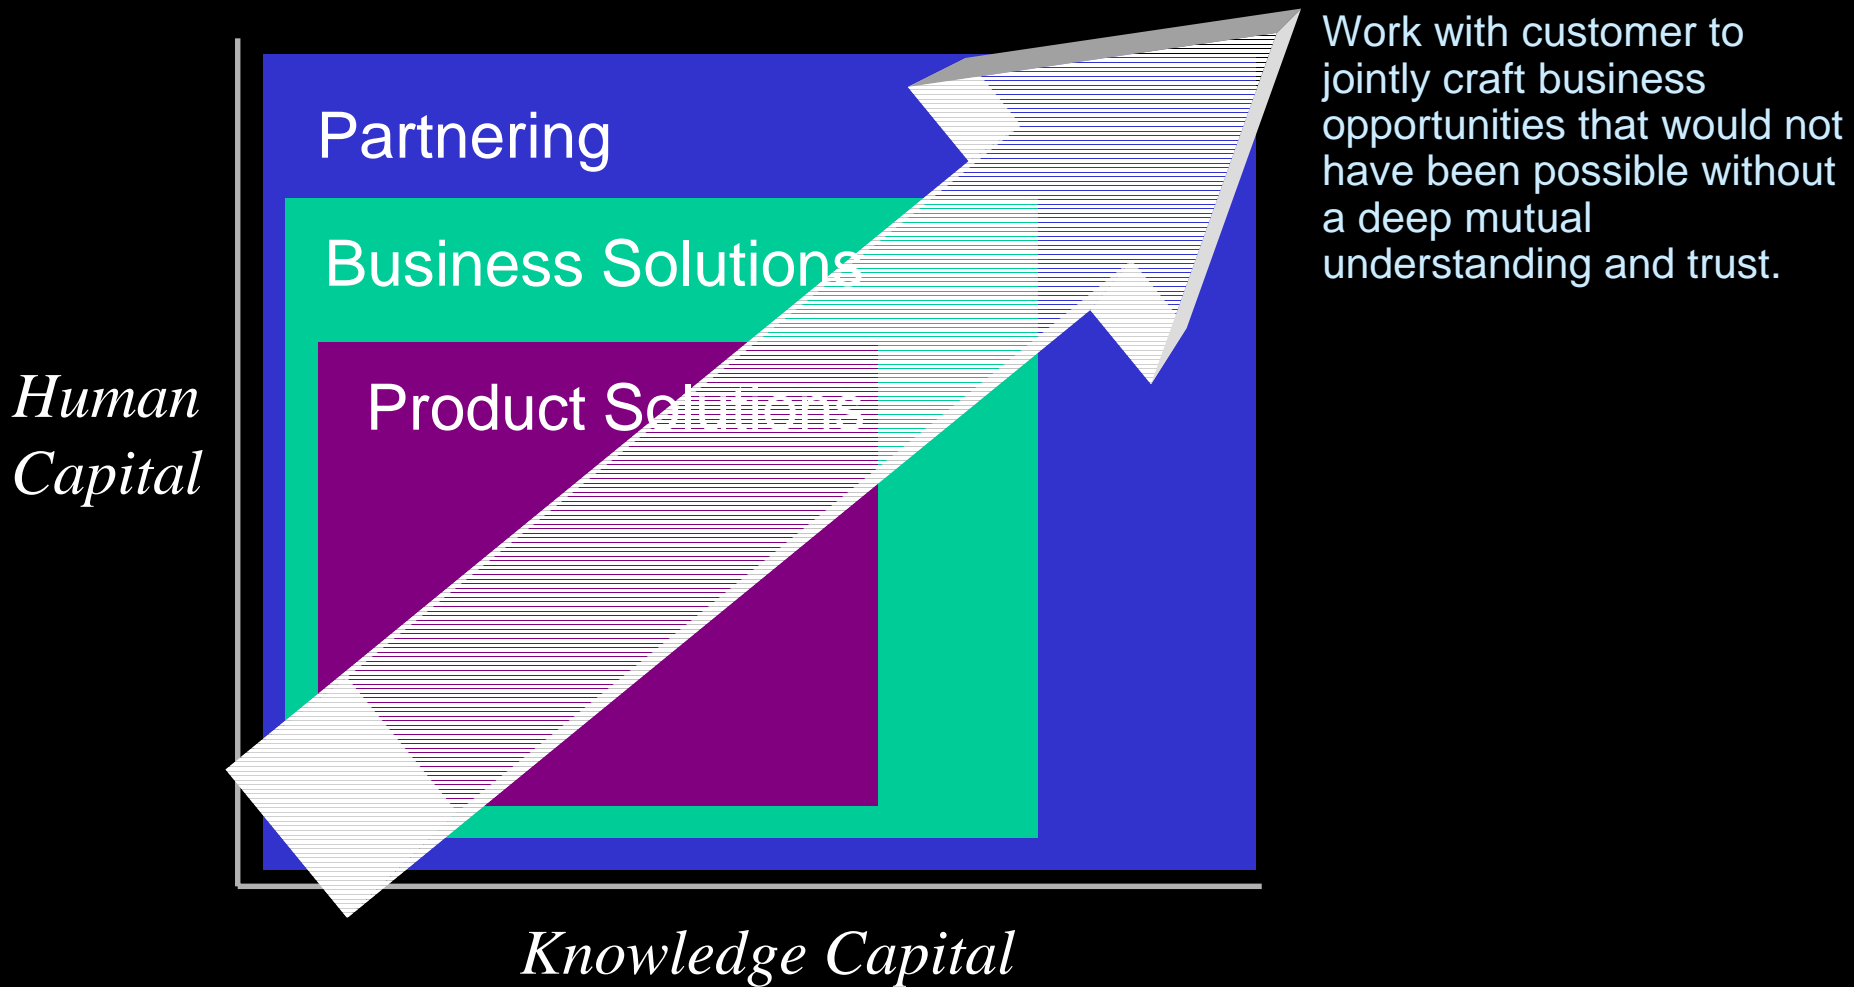 Work with customer to
jointly craft business
opportunities that would not
have been possible without
a deep mutual
understanding and trust.
Partnering
Business Solutions
Product Solutions
Human
Capital
Knowledge Capital